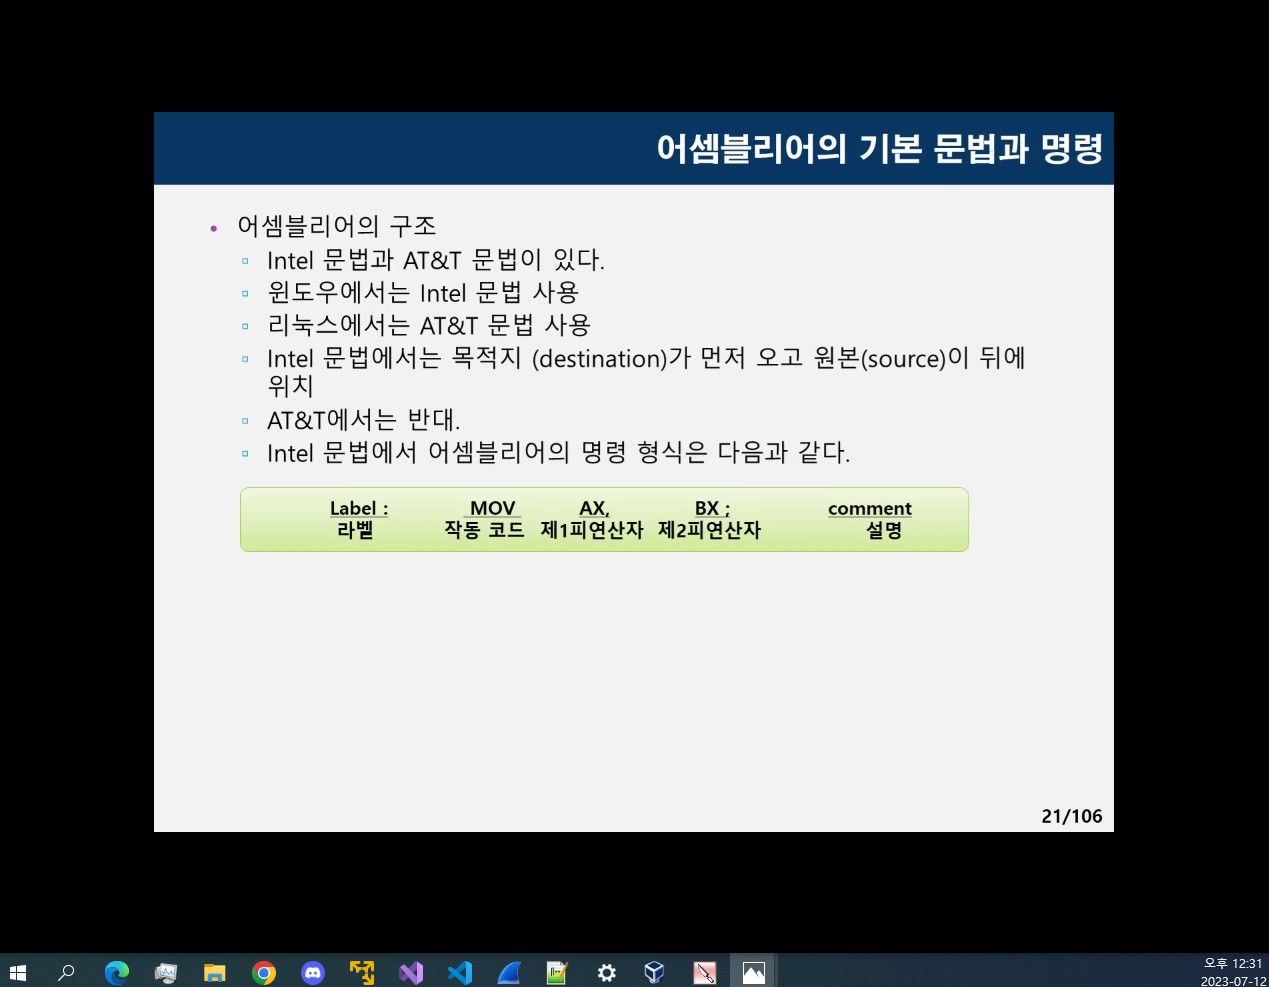 어셈블리어의 기본 문법과 명령
• 어셈블리어의 구조
▫ Intel 문법과 AT&T 문법이 있다.
▫ 윈도우에서는 Intel 문법 사용
▫ 리눅스에서는 AT&T 문법 사용
▫ Intel 문법에서는 목적지 (destination)가 먼저 오고 원본(source)이 뒤에
위치
▫ AT&T에서는 반대.
▫ Intel 문법에서 어셈블리어의 명령 형식은 다음과 같다.
Label : MOV AX, BX ; comment
라벨 작동 코드 제1피연산자 제2피연산자 설명
21/106
오후 12:31
2023-07-12